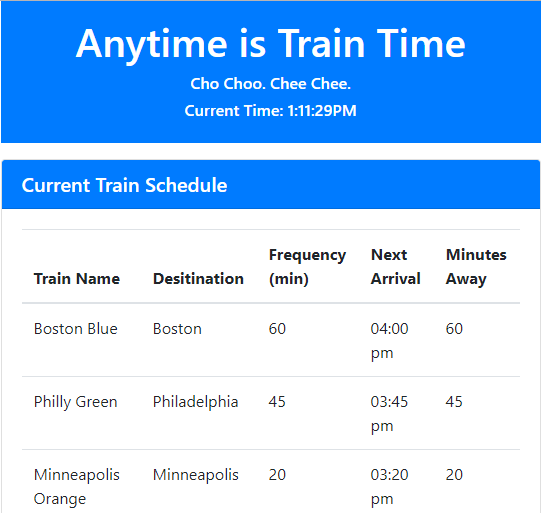 Anytime is Train Time
Cho Choo. Chee Chee.
Current Time: 1:11:29PM
Current Train Schedule
Train Name Desitination Frequency (min) Next Arrival Minutes Away
Boston Blue Boston 60 04:00 pm 60
Philly Green Philadelphia 45 03:45 pm 45
Minneapolis Orange Minneapolis 20 03:20 pm 20